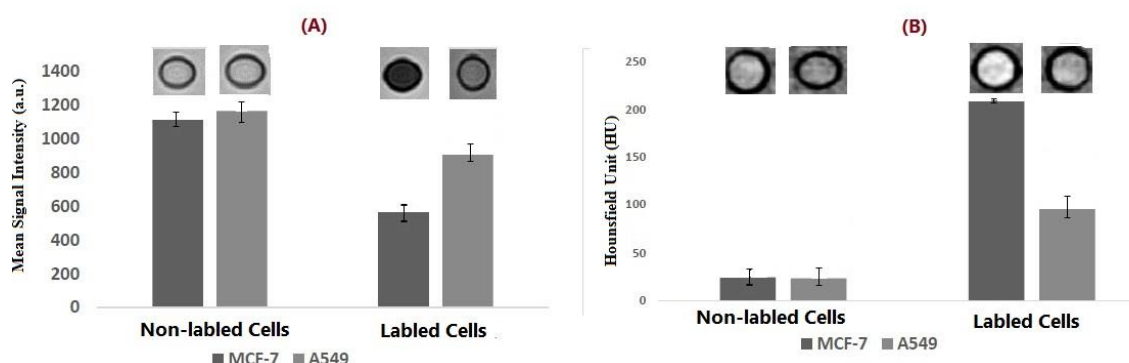 (A)
Mean Signal Intensity (a.u.)
1400
1200
1000
800
600
400
200
0
Non-labled Cells
Labled Cells
MCF-7
A549
(B)
Hounsfield Unit (HU)
250
200
150
100
50
0
Non-labled Cells
Labled Cells
MCF-7
A549